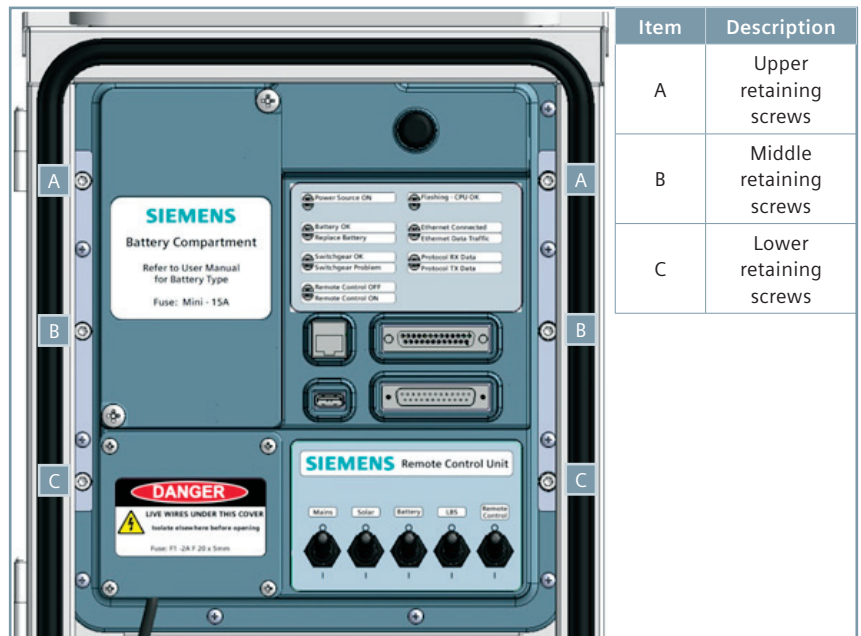 Item Description
A Upper
retaining
screws
B Middle
retaining
screws
C Lower
retaining
screws
A
A
B
B
C
C
SIEMENS
Battery Compartment
Refer to User Manual
for Battery Type
Fuse: Mini - 15A
Power Source ON
Flashing - CPU OK
Battery OK
Replace Battery
Ethernet Connected
Ethernet Data Traffic
Switchgear OK
Switchgear Problem
Protocol RX Data
Protocol TX Data
Remote Control OFF
Remote Control ON
DANGER
LIVE WIRES UNDER THIS COVER
Isolate elsewhere before opening
Fuse: F1 -2A F 20 x 5mm
SIEMENS Remote Control Unit
Mains
Solar
Battery
LBS
Remote
Control